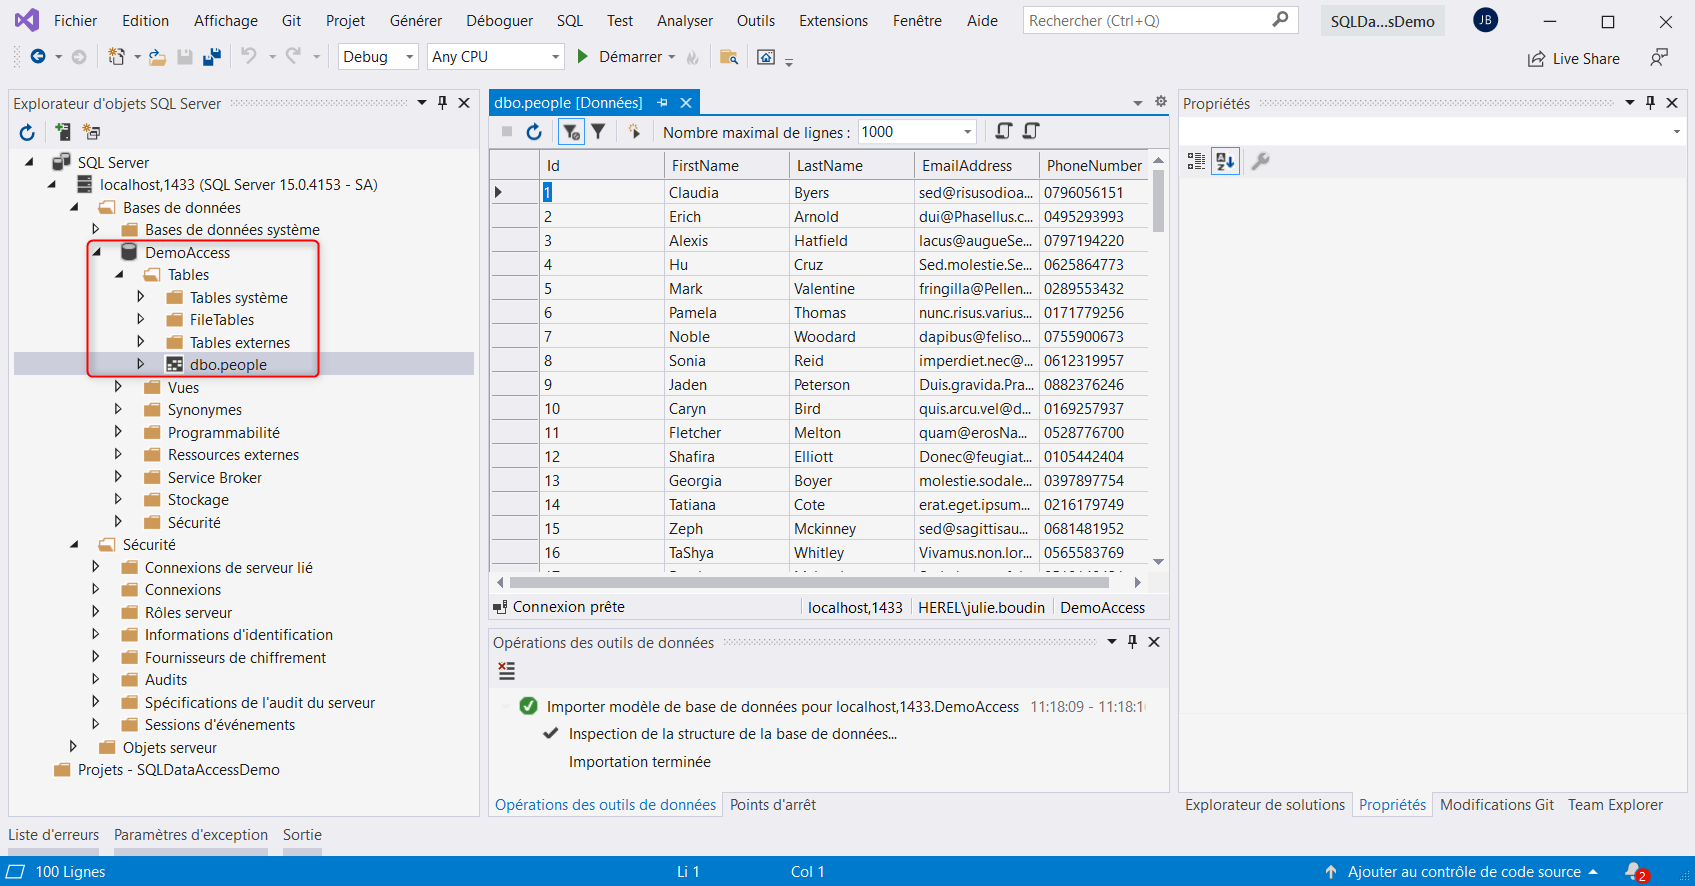 Fichier Edition Affichage Git Projet Générer Déboguer SQL Test Analyser Outils Extensions Fenêtre Aide Rechercher (Ctrl+Q) SQLDa...sDemo JB
Debug Any CPU Démarrer Live Share
Explorateur d'objets SQL Server
SQL Server
localhost,1433 (SQL Server 15.0.4153 - SA)
Bases de données
Bases de données système
DemoAccess
Tables
Tables système
FileTables
Tables externes
dbo.people
Vues
Synonymes
Programmabilité
Ressources externes
Service Broker
Stockage
Sécurité
Sécurité
Connexions de serveur lié
Connexions
Rôles serveur
Informations d'identification
Fournisseurs de chiffrement
Audits
Spécifications de l'audit du serveur
Sessions d'événements
Objets serveur
Projets - SQLDataAccessDemo
dbo.people [Données]
Nombre maximal de lignes : 1000
Id FirstName LastName EmailAddress PhoneNumber
1 Claudia Byers sed@risusodioa... 0796056151
2 Erich Arnold dui@Phasellus.c... 0495293993
3 Alexis Hatfield lacus@augueSe... 0797194220
4 Hu Cruz Sed.molestie.Se... 0625864773
5 Mark Valentine fringilla@Pellen... 0289553432
6 Pamela Thomas nunc.risus.varius... 0171779256
7 Noble Woodard dapibus@feliso... 0755900673
8 Sonia Reid imperdiet.nec@... 0612319957
9 Jaden Peterson Duis.gravida.Pra... 0882376246
10 Caryn Bird quis.arcu.vel@d... 0169257937
11 Fletcher Melton quam@erosNa... 0528776700
12 Shafira Elliott Donec@feugiat... 0105442404
13 Georgia Boyer molestie.sodale... 0397897754
14 Tatiana Cote erat.eget.ipsum... 0216179749
15 Zeph Mckinney sed@sagittisau... 0681481952
16 TaShya Whitley Vivamus.non.lor... 0565583769
Connexion prête localhost,1433 HEREL\julie.boudin DemoAccess
Opérations des outils de données
Importer modèle de base de données pour localhost,1433.DemoAccess 11:18:09 - 11:18:1
Inspection de la structure de la base de données...
Importation terminée
Opérations des outils de données Points d'arrêt
Propriétés
Explorateur de solutions Propriétés Modifications Git Team Explorer
Liste d'erreurs Paramètres d'exception Sortie
100 Lignes Li 1 Col 1 Ajouter au contrôle de code source 2